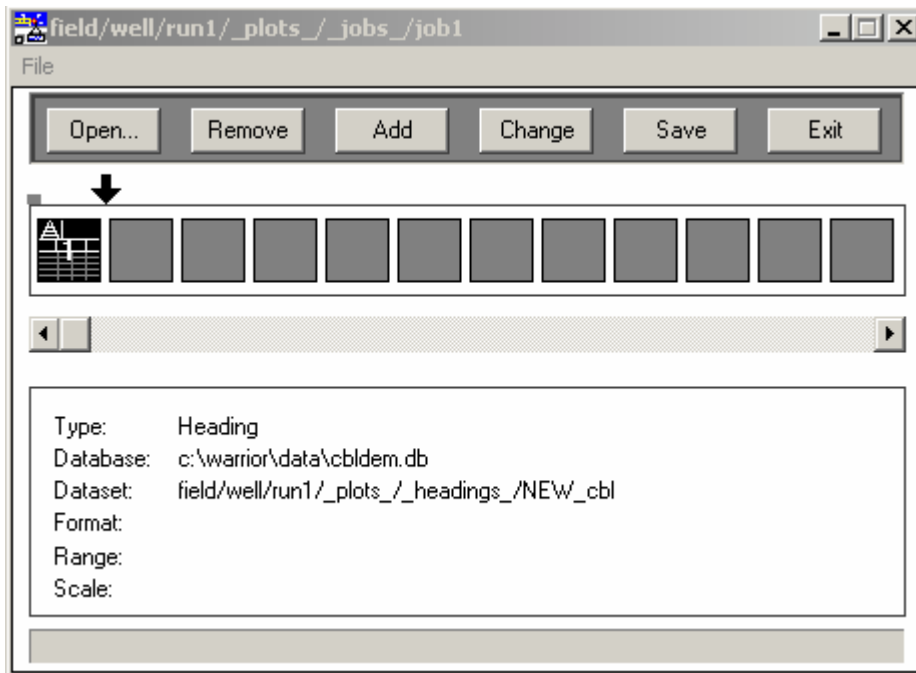 field/well/run1/_plots_/_jobs_/job1
File
Open... Remove Add Change Save Exit
A 1
Type: Heading
Database: c:\warrior\data\cbldem.db
Dataset: field/well/run1/_plots_/_headings_/NEW_cbl
Format:
Range:
Scale: